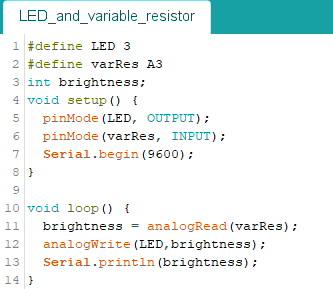 LED_and_variable_resistor
1 #define LED 3
2 #define varRes A3
3 int brightness;
4 void setup() {
5   pinMode(LED, OUTPUT);
6   pinMode(varRes, INPUT);
7   Serial.begin(9600);
8 }
9
10 void loop() {
11   brightness = analogRead(varRes);
12   analogWrite(LED,brightness);
13   Serial.println(brightness);
14 }